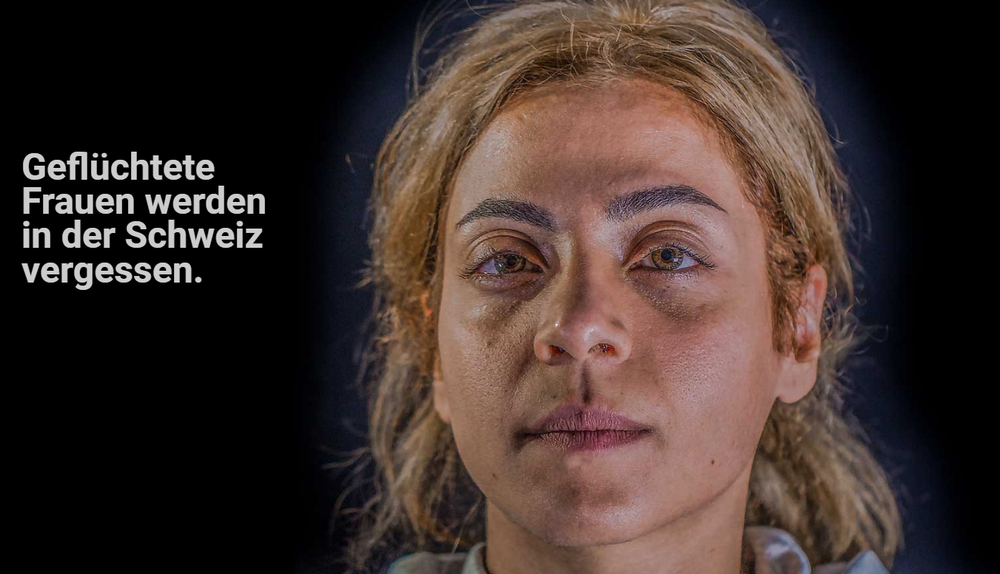 Geflüchtete
Frauen werden
in der Schweiz
vergessen.